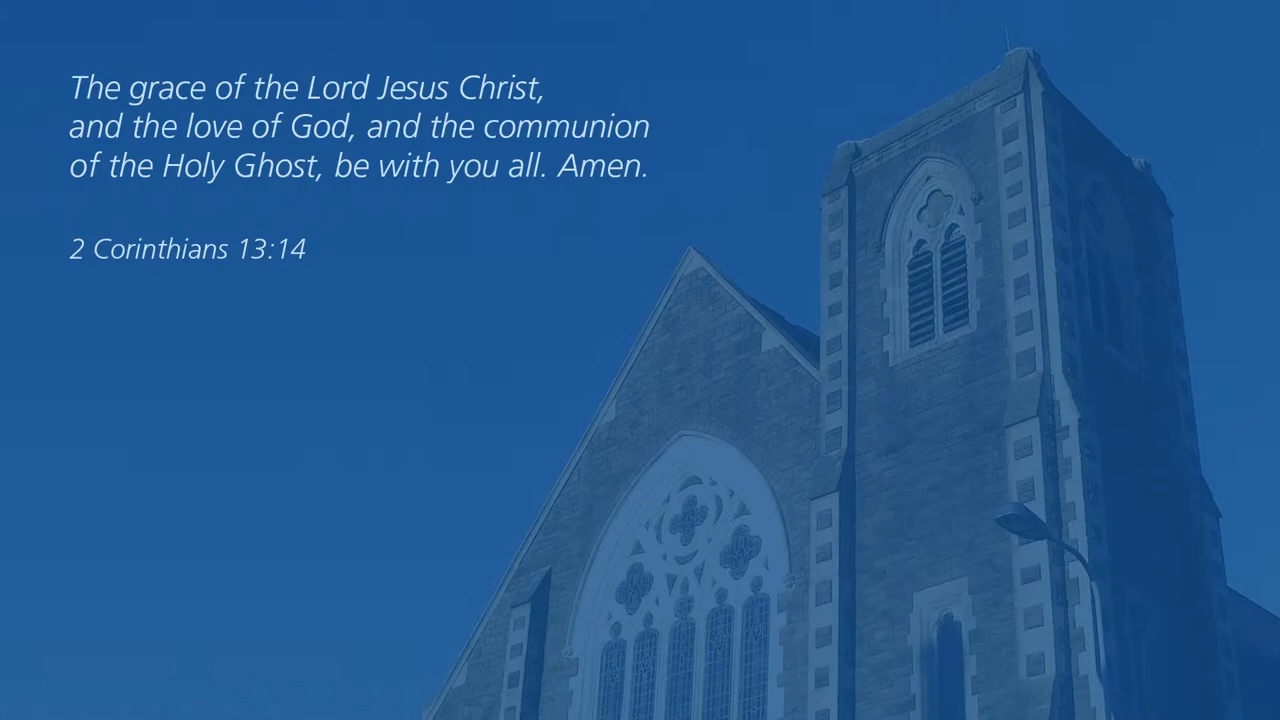 The grace of the Lord Jesus Christ,
and the love of God, and the communion
of the Holy Ghost, be with you all. Amen.
2 Corinthians 13:14